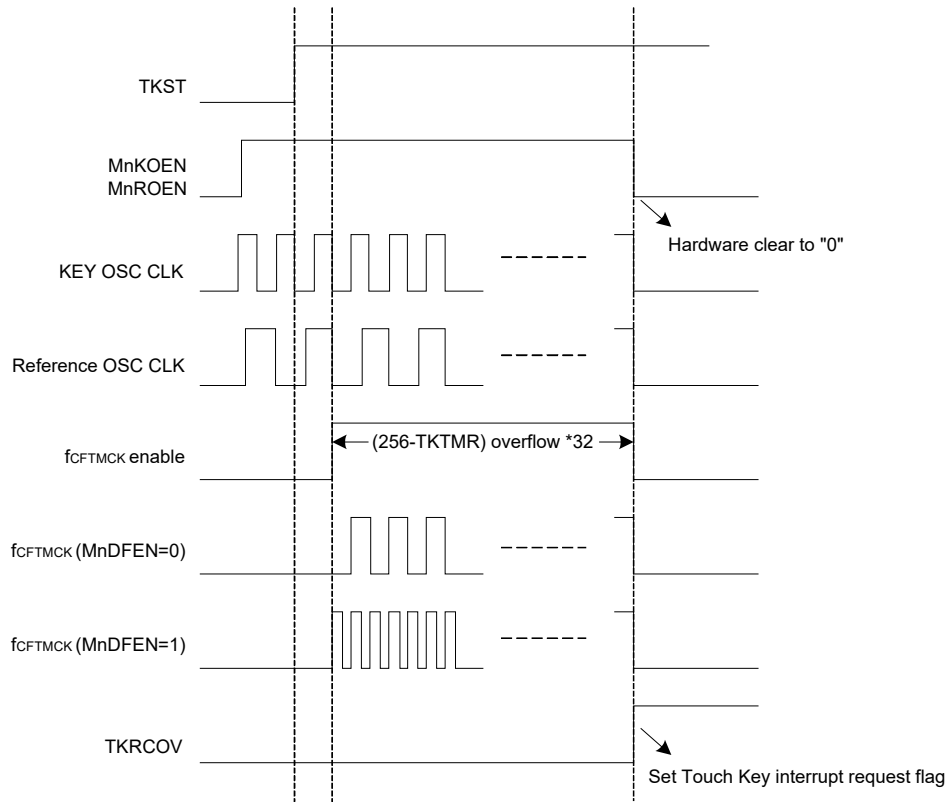 TKST
MnKOEN
MnROEN
Hardware clear to "0"
KEY OSC CLK
Reference OSC CLK
(256-TKTMR) overflow *32
fCFTMCK enable
fCFTMCK (MnDFEN=0)
fCFTMCK (MnDFEN=1)
TKRCOV
Set Touch Key interrupt request flag